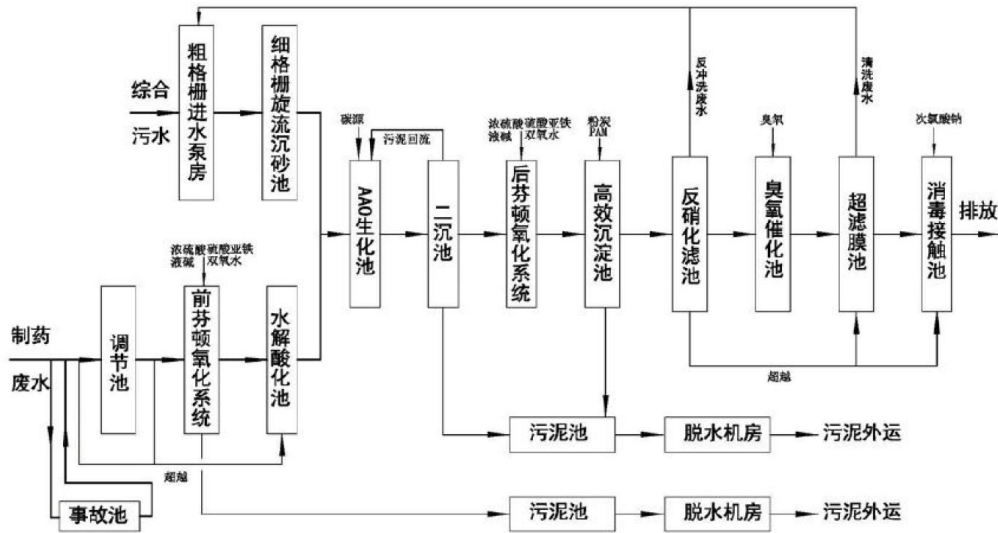 综合
污水
粗格栅进水泵房
细格栅旋流沉砂池
碳源
污泥回流
AAO生化池
二沉池
浓硫酸硫酸亚铁
液碱 双氧水
后芬顿氧化系统
粉炭
PAM
高效沉淀池
反冲洗废水
反硝化滤池
臭氧
臭氧催化池
清洗废水
超滤膜池
次氯酸钠
消毒接触池
排放
超越
制药
废水
调节池
浓硫酸硫酸亚铁
液碱 双氧水
前芬顿氧化系统
水解酸化池
超越
事故池
污泥池
脱水机房
污泥外运
污泥池
脱水机房
污泥外运